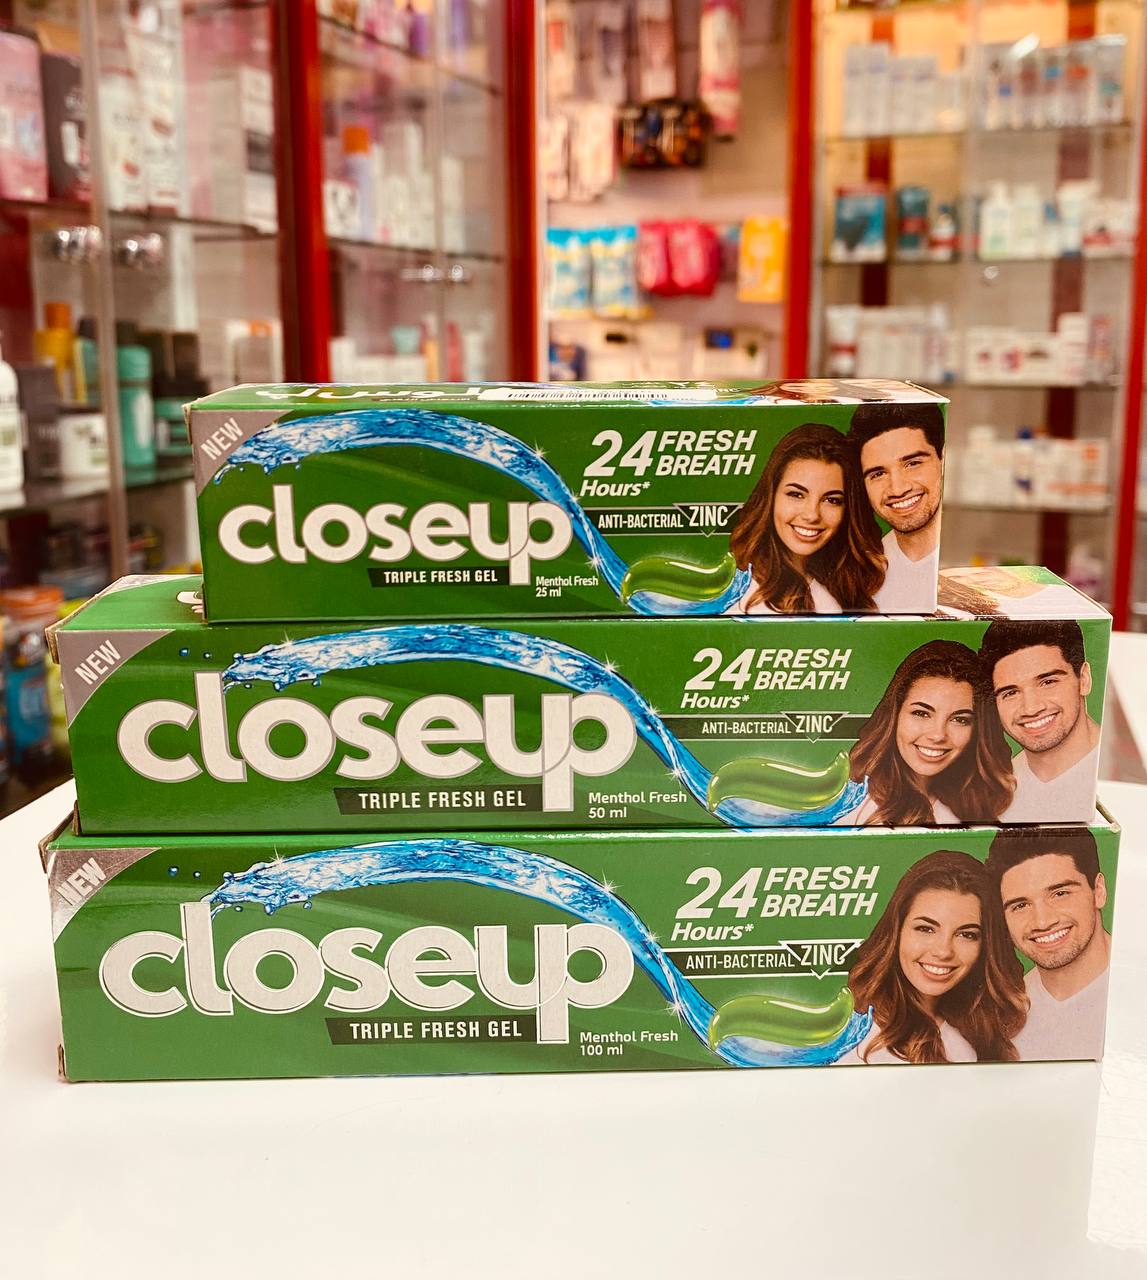 NEW
24 FRESH
BREATH
Hours*
ANTI-BACTERIAL ZINC
closeup
TRIPLE FRESH GEL
Menthol Fresh
25 ml
NEW
24 FRESH
BREATH
Hours*
ANTI-BACTERIAL ZINC
closeup
TRIPLE FRESH GEL
Menthol Fresh
50 ml
NEW
24 FRESH
BREATH
Hours*
ANTI-BACTERIAL ZINC
closeup
TRIPLE FRESH GEL
Menthol Fresh
100 ml